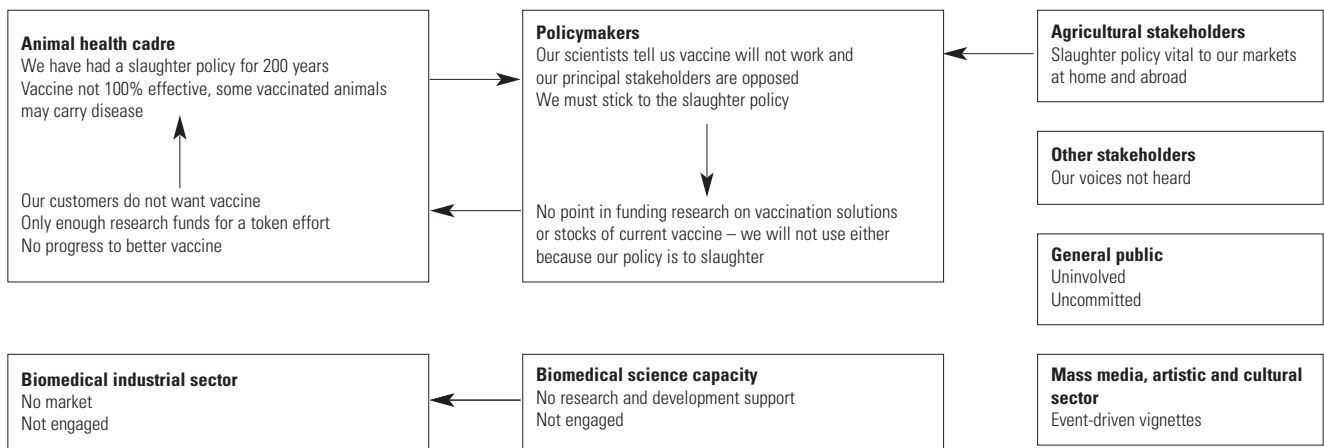 Animal health cadre
We have had a slaughter policy for 200 years
Vaccine not 100% effective, some vaccinated animals
may carry disease
Our customers do not want vaccine
Only enough research funds for a token effort
No progress to better vaccine
Policymakers
Our scientists tell us vaccine will not work and
our principal stakeholders are opposed
We must stick to the slaughter policy
No point in funding research on vaccination solutions
or stocks of current vaccine – we will not use either
because our policy is to slaughter
Agricultural stakeholders
Slaughter policy vital to our markets
at home and abroad
Other stakeholders
Our voices not heard
General public
Uninvolved
Uncommitted
Biomedical industrial sector
No market
Not engaged
Biomedical science capacity
No research and development support
Not engaged
Mass media, artistic and cultural
sector
Event-driven vignettes